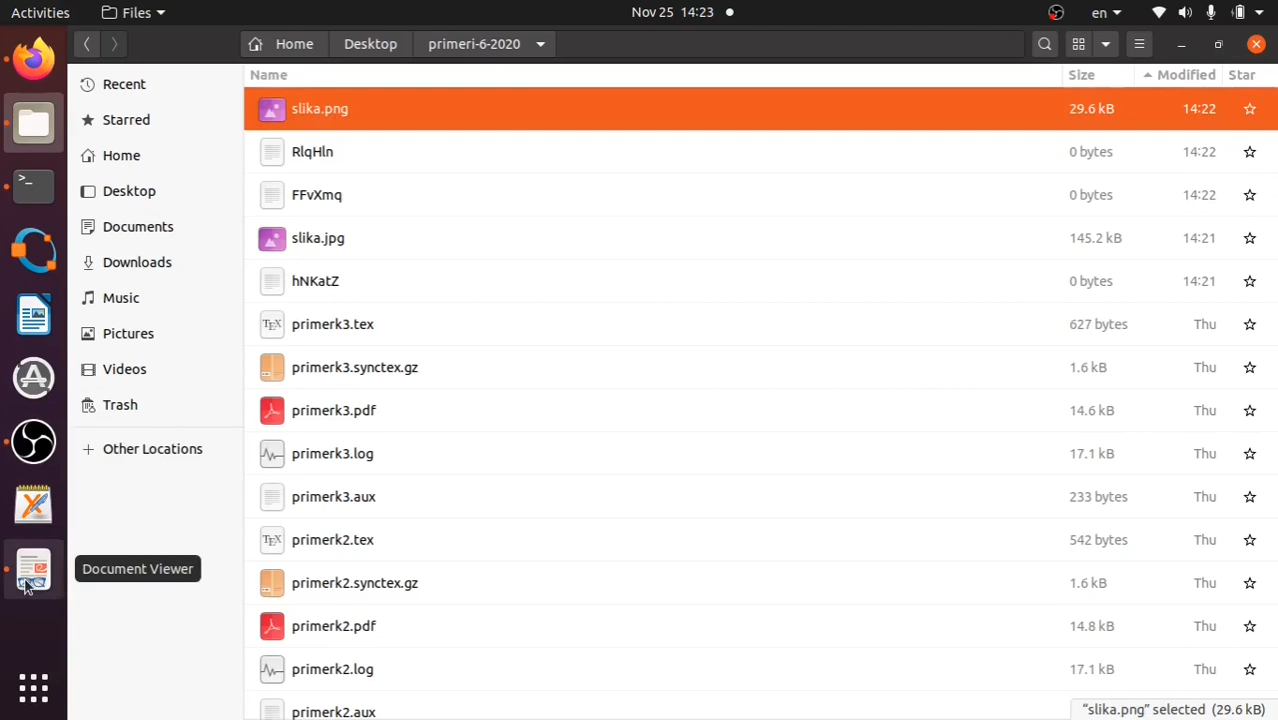 Activities Files Nov 25 14:23 en
Home Desktop primeri-6-2020
Name Size Modified Star
Recent
Starred
Home
Desktop
Documents
Downloads
Music
Pictures
Videos
Trash
Other Locations
Document Viewer
slika.png 29.6 kB 14:22
RlqHln 0 bytes 14:22
FFvXmq 0 bytes 14:22
slika.jpg 145.2 kB 14:21
hNKatZ 0 bytes 14:21
primerk3.tex 627 bytes Thu
primerk3.synctex.gz 1.6 kB Thu
primerk3.pdf 14.6 kB Thu
primerk3.log 17.1 kB Thu
primerk3.aux 233 bytes Thu
primerk2.tex 542 bytes Thu
primerk2.synctex.gz 1.6 kB Thu
primerk2.pdf 14.8 kB Thu
primerk2.log 17.1 kB Thu
primerk2.aux
“slika.png” selected (29.6 kB)